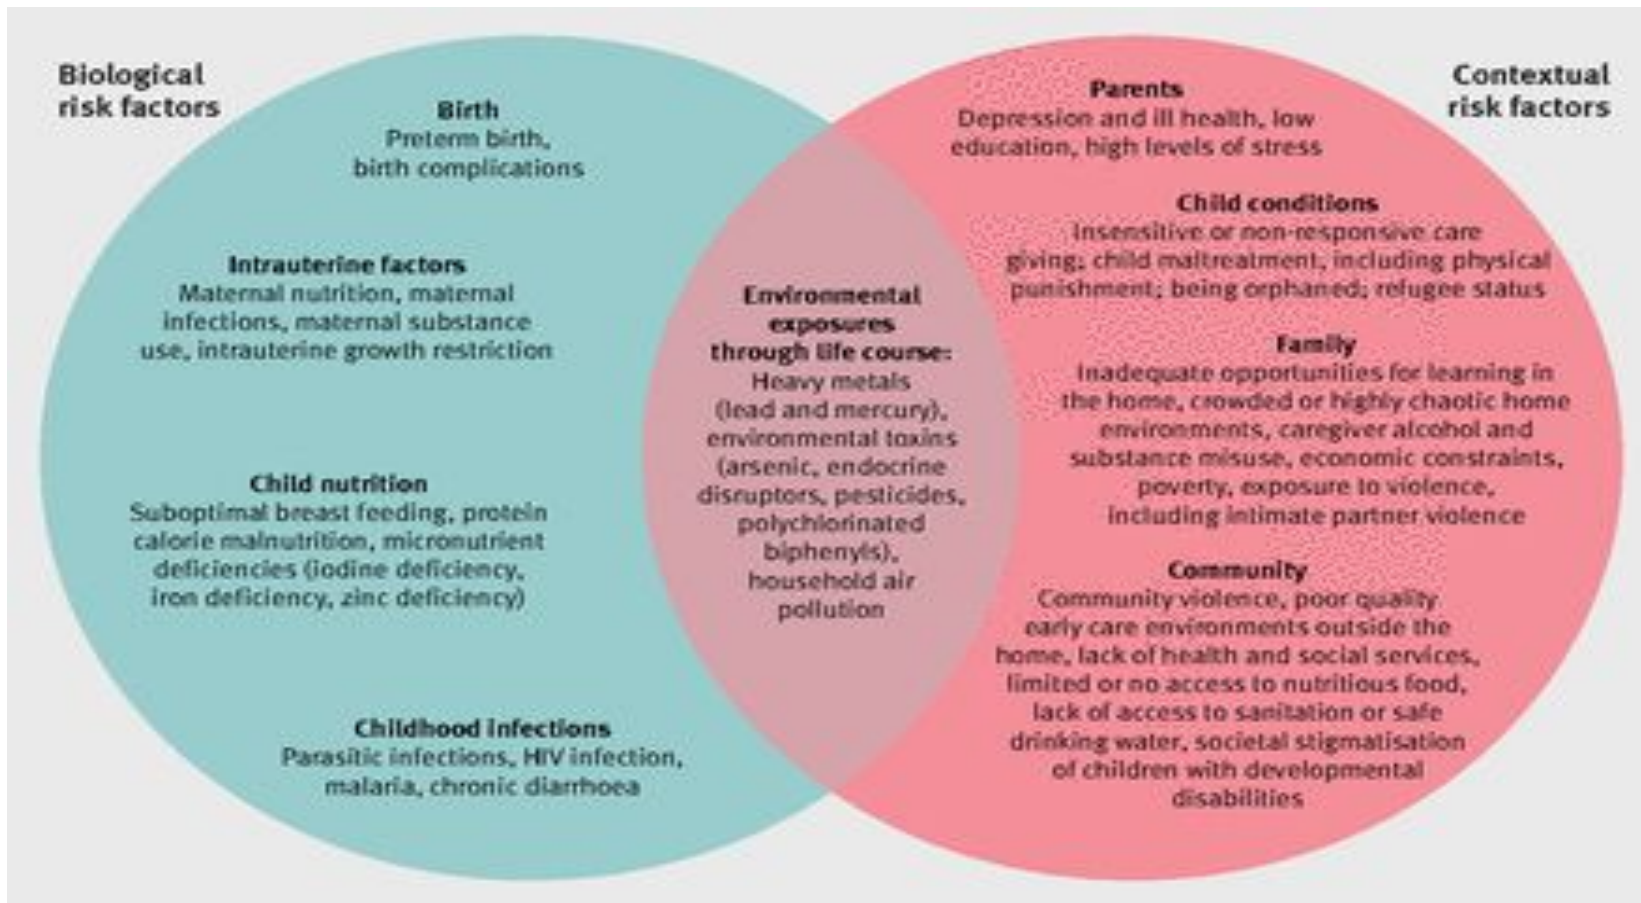 Biological
risk factors
Birth
Preterm birth,
birth complications
Intrauterine factors
Maternal nutrition, maternal
infections, maternal substance
use, intrauterine growth restriction
Child nutrition
Suboptimal breast feeding, protein
calorie malnutrition, micronutrient
deficiencies (iodine deficiency,
iron deficiency, zinc deficiency)
Childhood infections
Parasitic infections, HIV infection,
malaria, chronic diarrhoea
Environmental
exposures
through life course:
Heavy metals
(lead and mercury),
environmental toxins
(arsenic, endocrine
disruptors, pesticides,
polychlorinated
biphenyls),
household air
pollution
Contextual
risk factors
Parents
Depression and ill health, low
education, high levels of stress
Child conditions
Insensitive or non-responsive care
giving; child maltreatment, including physical
punishment; being orphaned; refugee status
Family
Inadequate opportunities for learning in
the home, crowded or highly chaotic home
environments, caregiver alcohol and
substance misuse, economic constraints,
poverty, exposure to violence,
including intimate partner violence
Community
Community violence, poor quality
early care environments outside the
home, lack of health and social services,
limited or no access to nutritious food,
lack of access to sanitation or safe
drinking water, societal stigmatisation
of children with developmental
disabilities